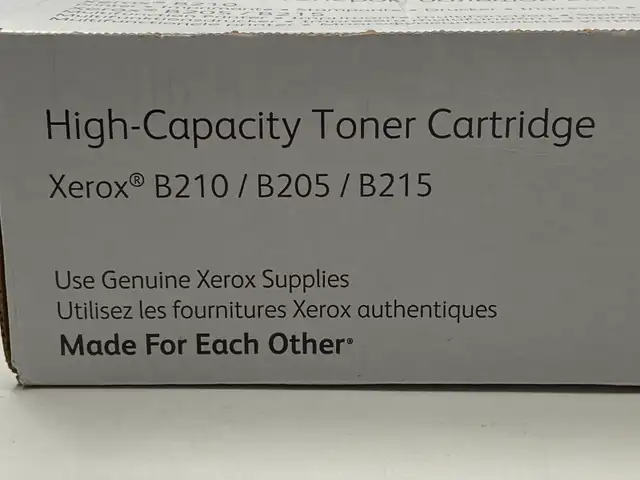 B210
High-Capacity Toner Cartridge
Xerox® B210 / B205 / B215
Use Genuine Xerox Supplies
Utilisez les fournitures Xerox authentiques
Made For Each Other®